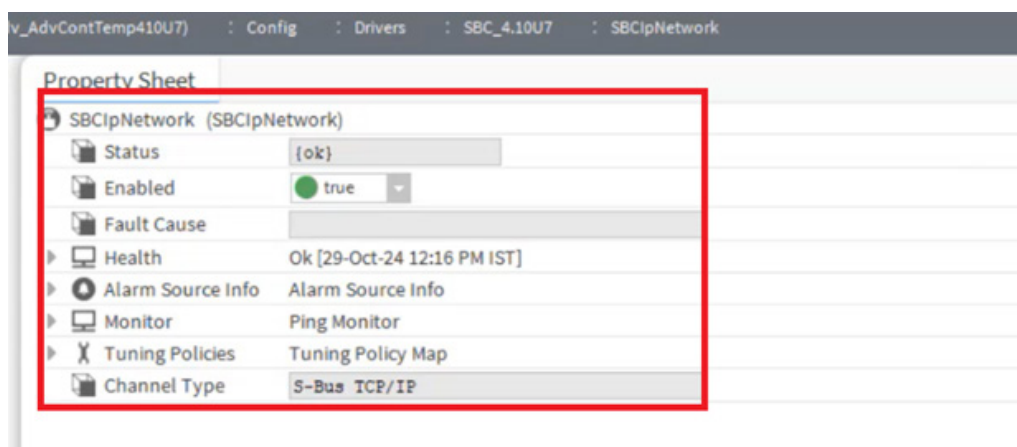 v_AdvContTemp410U7) : Config : Drivers : SBC_4.10U7 : SBCIpNetwork
Property Sheet
SBCIpNetwork (SBCIpNetwork)
Status {ok}
Enabled true
Fault Cause
Health Ok [29-Oct-24 12:16 PM IST]
Alarm Source Info Alarm Source Info
Monitor Ping Monitor
Tuning Policies Tuning Policy Map
Channel Type S-Bus TCP/IP